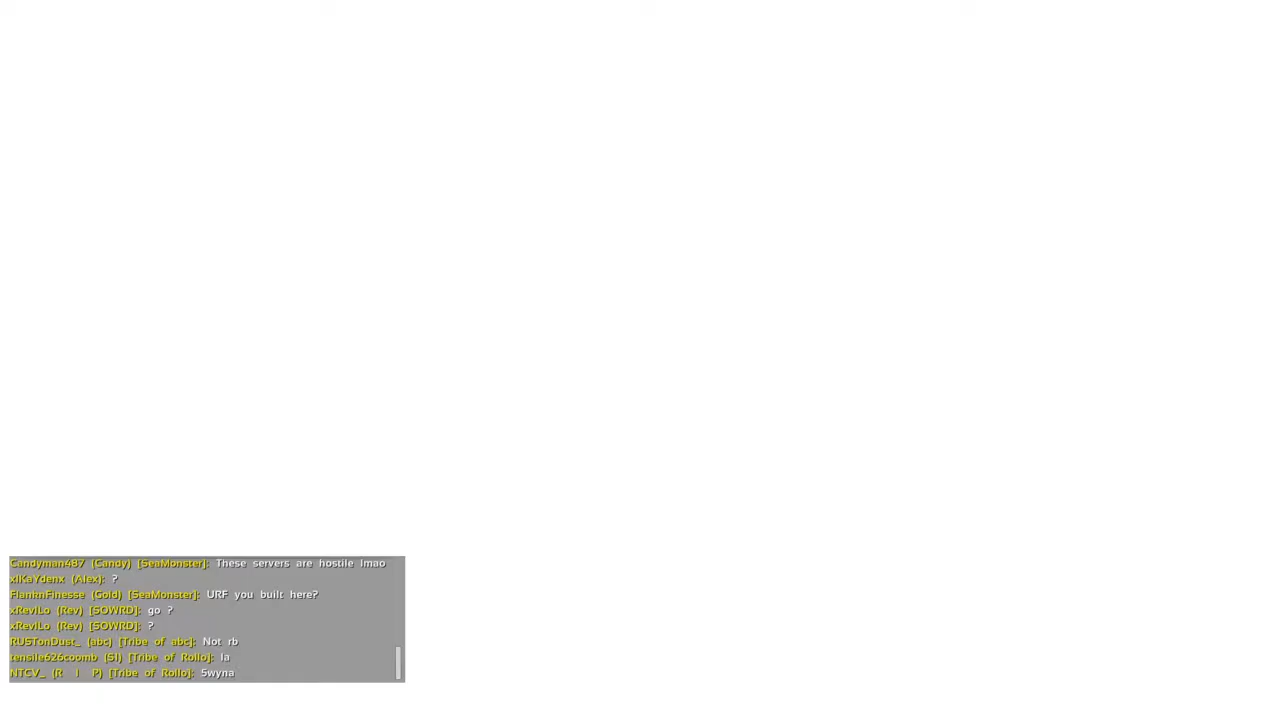 Candyman487 (Candy) [SeaMonster]: These servers are hostile lmao
xIKaYdenx (Alex): ?
FlanknFinesse (Gold) [SeaMonster]: URF you built here?
xRevILo (Rev) [SOWRD]: go ?
xRevILo (Rev) [SOWRD]: ?
RUSTonDust_ (abc) [Tribe of abc]: Not rb
tensile626coomb (SI) [Tribe of Rollo]: Ia
NTCV_ (R I P) [Tribe of Rollo]: 5wyna